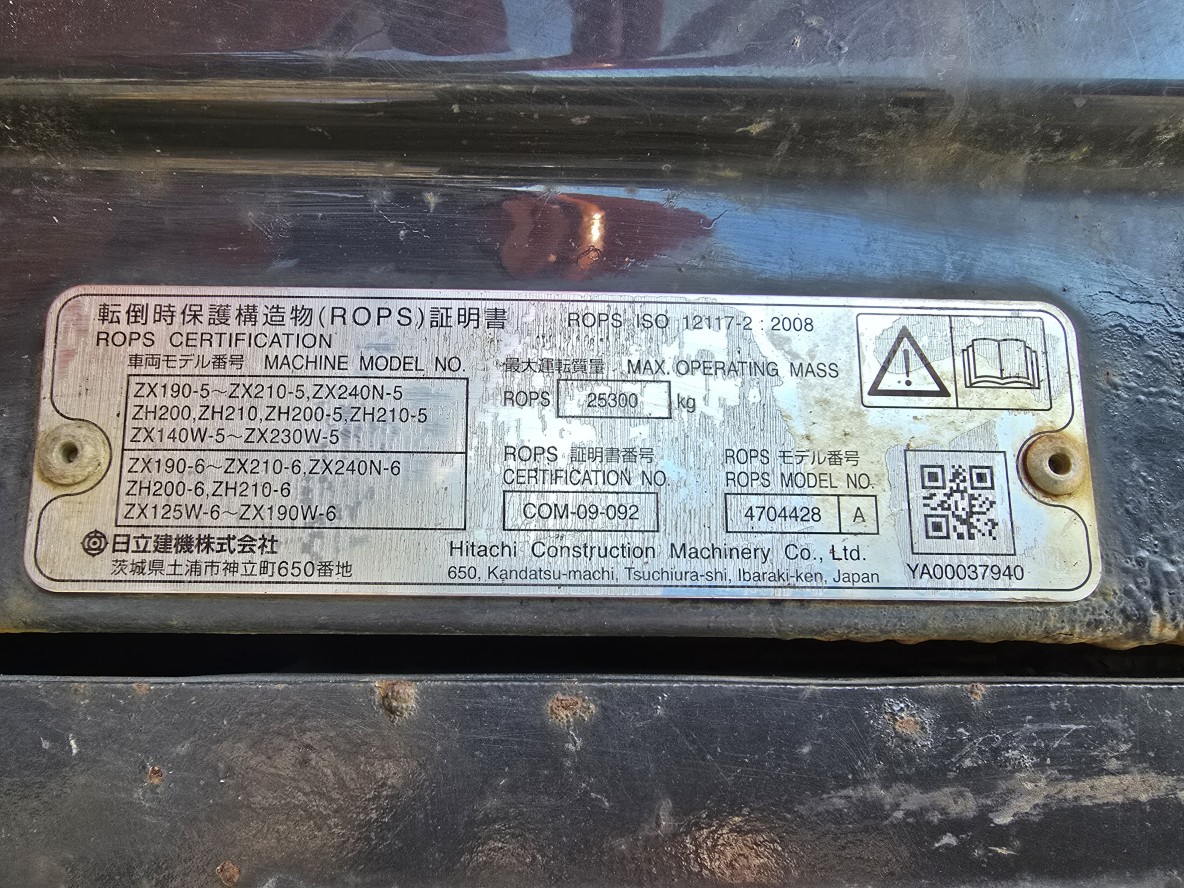 転倒時保護構造物(ROPS)証明書
ROPS ISO 12117-2 : 2008
ROPS CERTIFICATION
車両モデル番号 MACHINE MODEL NO.
ZX190-5～ZX210-5,ZX240N-5
ZH200,ZH210,ZH200-5,ZH210-5
ZX140W-5～ZX230W-5
ZX190-6～ZX210-6,ZX240N-6
ZH200-6,ZH210-6
ZX125W-6～ZX190W-6
最大運転質量 MAX. OPERATING MASS
ROPS 25300 kg
ROPS 証明書番号
CERTIFICATION NO.
COM-09-092
ROPS モデル番号
ROPS MODEL NO.
4704428 A
日立建機株式会社
茨城県土浦市神立町650番地
Hitachi Construction Machinery Co., Ltd.
650, Kandatsu-machi, Tsuchiura-shi, Ibaraki-ken, Japan
YA00037940